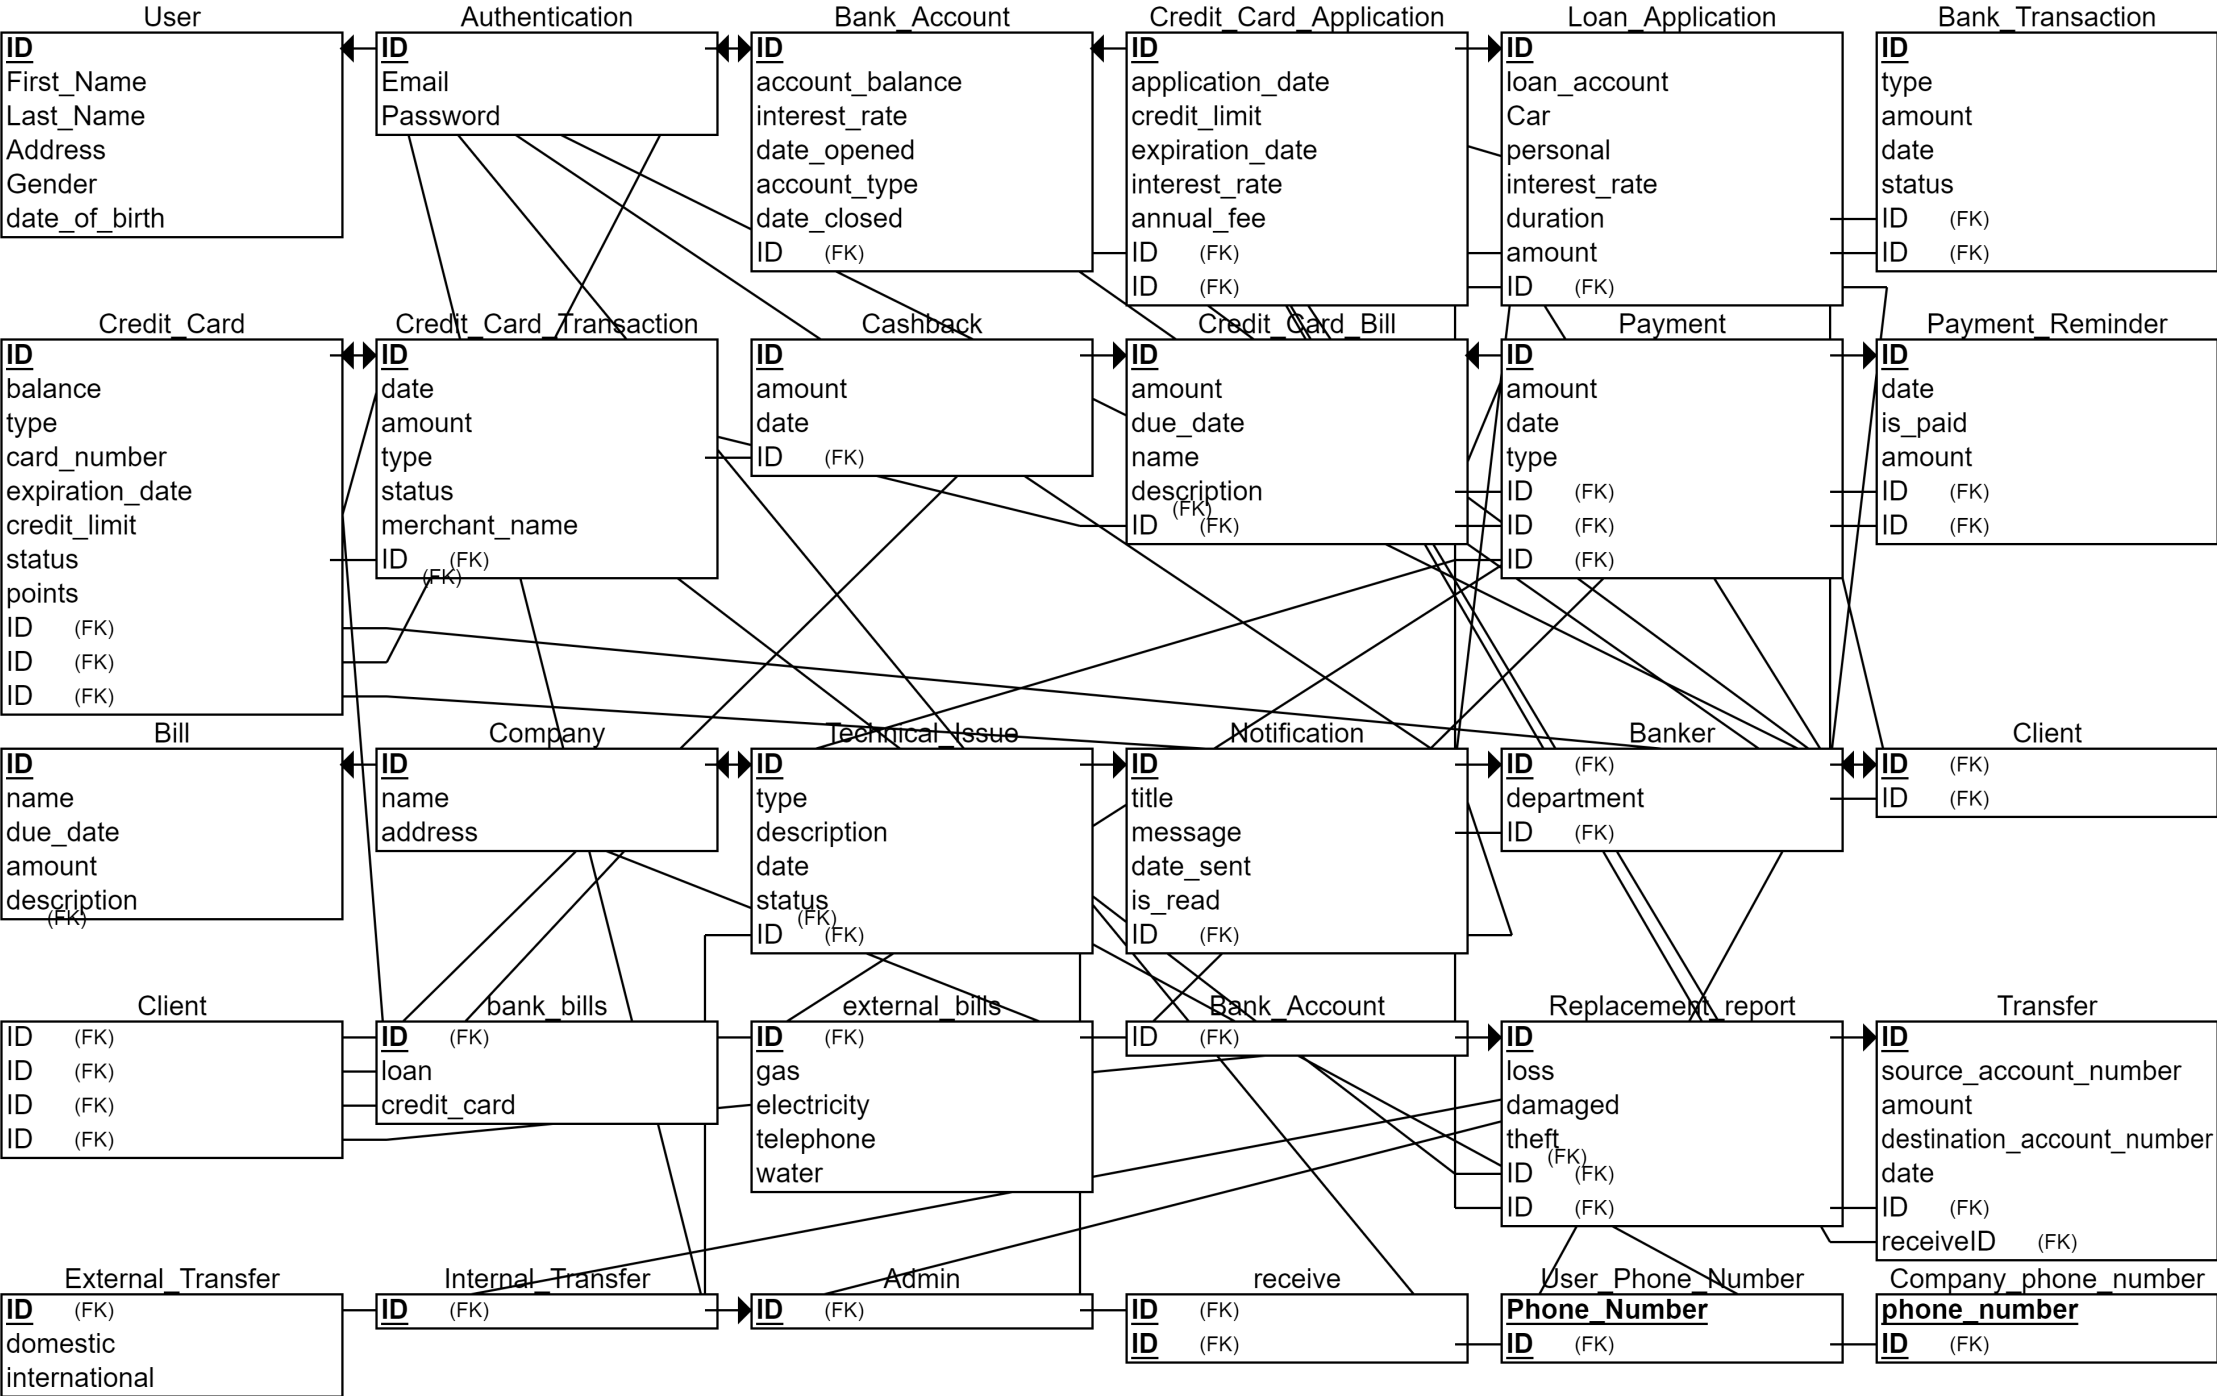 User
ID
First_Name
Last_Name
Address
Gender
date_of_birth
Authentication
ID
Email
Password
Bank_Account
ID
account_balance
interest_rate
date_opened
account_type
date_closed
ID (FK)
Credit_Card_Application
ID
application_date
credit_limit
expiration_date
interest_rate
annual_fee
ID (FK)
ID (FK)
Loan_Application
ID
loan_account
Car
personal
interest_rate
duration
amount
ID (FK)
Bank_Transaction
ID
type
amount
date
status
ID (FK)
ID (FK)
Credit_Card
ID
balance
type
card_number
expiration_date
credit_limit
status
points
ID (FK)
ID (FK)
ID (FK)
Credit_Card_Transaction
ID
date
amount
type
status
merchant_name
ID (FK)
(FK)
Cashback
ID
amount
date
ID (FK)
Credit_Card_Bill
ID
amount
due_date
name
description
(FK)
ID (FK)
Payment
ID
amount
date
type
ID (FK)
ID (FK)
ID (FK)
Payment_Reminder
ID
date
is_paid
amount
ID (FK)
ID (FK)
Bill
ID
name
due_date
amount
description
(FK)
Company
ID
name
address
Technical_Issue
ID
type
description
date
status
(FK)
ID (FK)
Notification
ID
title
message
date_sent
is_read
ID (FK)
Banker
ID (FK)
department
ID (FK)
Client
ID (FK)
ID (FK)
Client
ID (FK)
ID (FK)
ID (FK)
ID (FK)
bank_bills
ID (FK)
loan
credit_card
external_bills
ID (FK)
gas
electricity
telephone
water
Bank_Account
ID (FK)
Replacement_report
ID
loss
damaged
theft
(FK)
ID (FK)
ID (FK)
Transfer
ID
source_account_number
amount
destination_account_number
date
ID (FK)
receiveID (FK)
External_Transfer
ID (FK)
domestic
international
Internal_Transfer
ID (FK)
Admin
ID (FK)
receive
ID (FK)
ID (FK)
User_Phone_Number
Phone_Number
ID (FK)
Company_phone_number
phone_number
ID (FK)